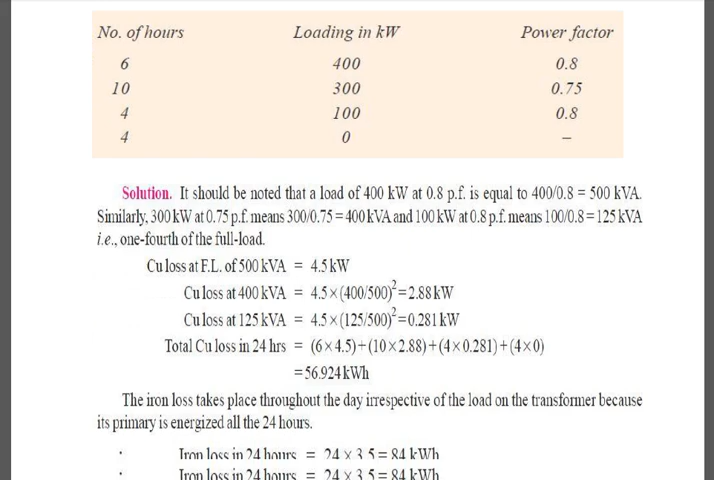 No. of hours Loading in kW Power factor
6 400 0.8
10 300 0.75
4 100 0.8
4 0 –
Solution. It should be noted that a load of 400 kW at 0.8 p.f. is equal to 400/0.8 = 500 kVA.
Similarly, 300 kW at 0.75 p.f. means 300/0.75 = 400 kVA and 100 kW at 0.8 p.f. means 100/0.8 = 125 kVA
i.e., one-fourth of the full-load.
Cu loss at F.L. of 500 kVA = 4.5 kW
Cu loss at 400 kVA = 4.5 × (400/500)² = 2.88 kW
Cu loss at 125 kVA = 4.5 × (125/500)² = 0.281 kW
Total Cu loss in 24 hrs = (6 × 4.5) + (10 × 2.88) + (4 × 0.281) + (4 × 0)
= 56.924 kWh
The iron loss takes place throughout the day irrespective of the load on the transformer because
its primary is energized all the 24 hours.
Iron loss in 24 hours = 24 × 3.5 = 84 kWh
Iron loss in 24 hours = 24 × 3.5 = 84 kWh